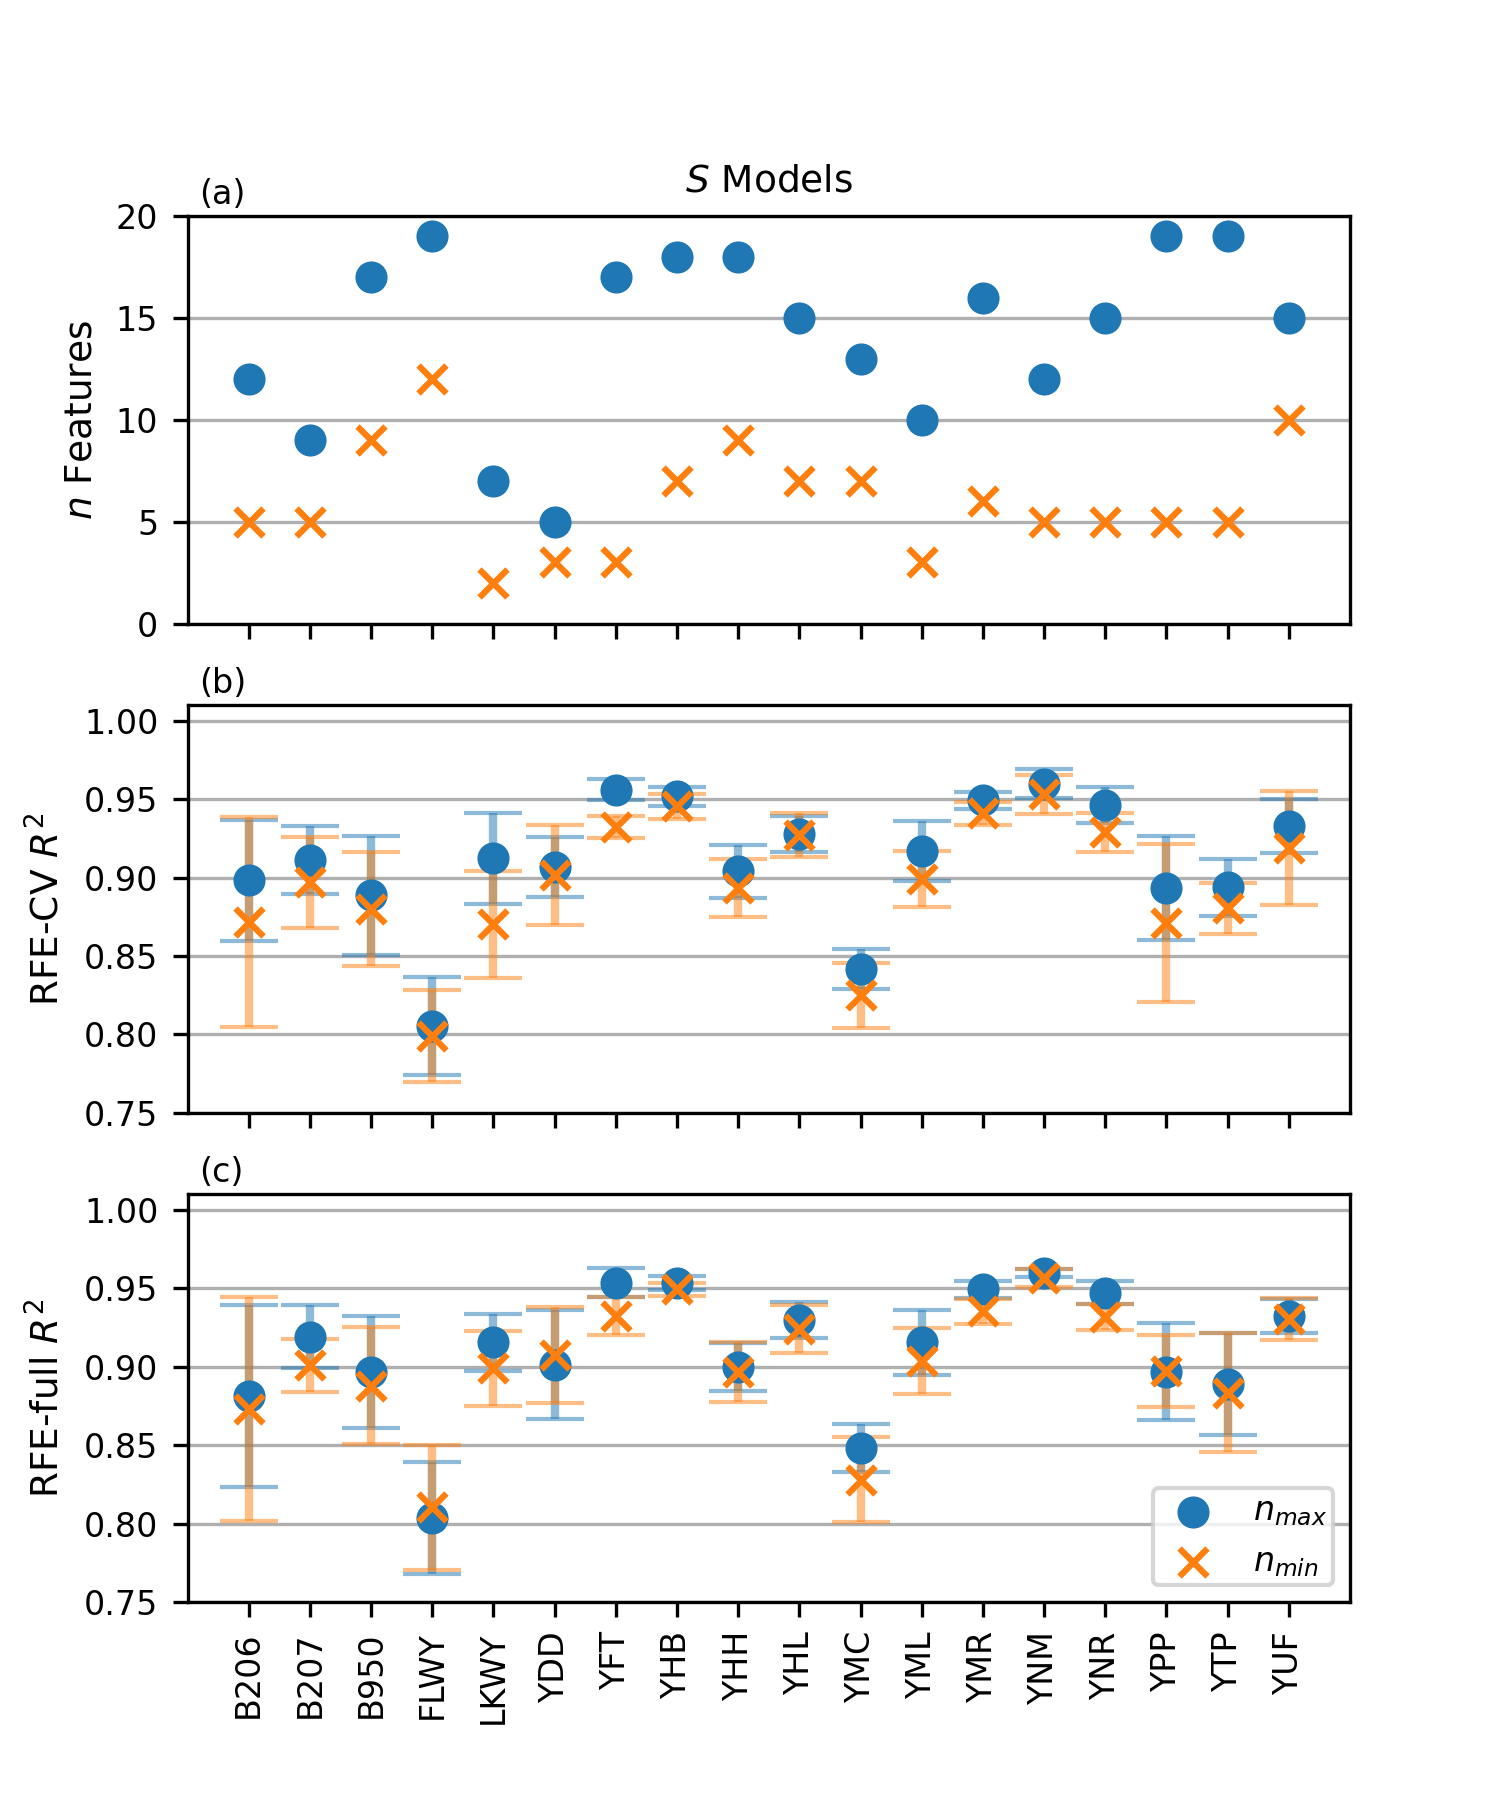 S Models
(a)
20
15
10
5
0
n Features
(b)
1.00
0.95
0.90
0.85
0.80
0.75
RFE-CV R²
(c)
1.00
0.95
0.90
0.85
0.80
0.75
RFE-full R²
n_max
n_min
B206
B207
B950
FLWY
LKWY
YDD
YFT
YHB
YHH
YHL
YMC
YML
YMR
YNM
YNR
YPP
YTP
YUF